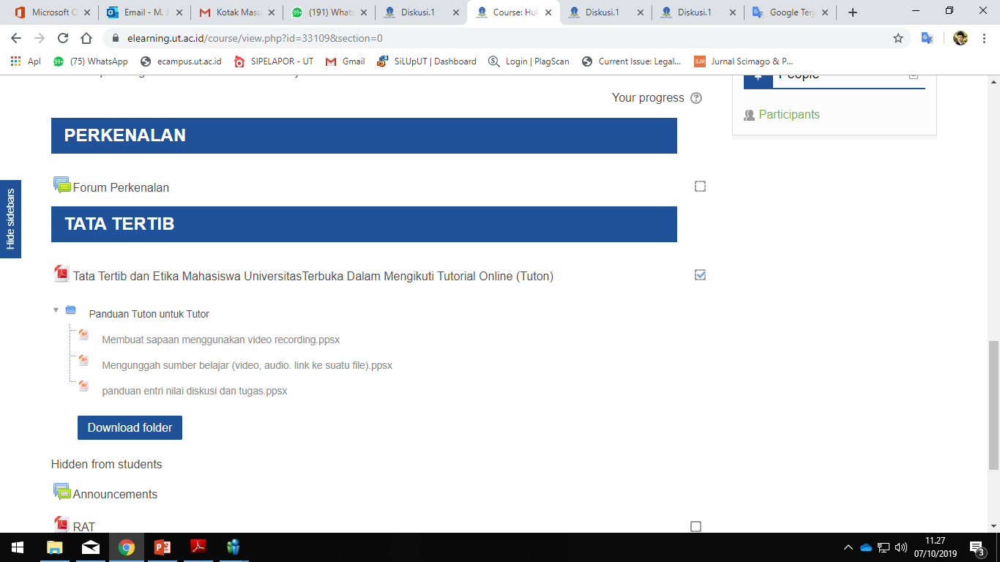 Microsoft O
Email - M. J
Kotak Masu
(191) Whats
Diskusi.1
Course: Huk
Diskusi.1
Diskusi.1
Google Terj
elearning.ut.ac.id/course/view.php?id=33109&section=0
Apl
(75) WhatsApp
ecampus.ut.ac.id
SIPELAPOR - UT
Gmail
SiLUpUT | Dashboard
Login | PlagScan
Current Issue: Legal...
Jurnal Scimago & P...
People
Your progress
Participants
PERKENALAN
Forum Perkenalan
Hide sidebars
TATA TERTIB
Tata Tertib dan Etika Mahasiswa UniversitasTerbuka Dalam Mengikuti Tutorial Online (Tuton)
Panduan Tuton untuk Tutor
Membuat sapaan menggunakan video recording.ppsx
Mengunggah sumber belajar (video, audio. link ke suatu file).ppsx
panduan entri nilai diskusi dan tugas.ppsx
Download folder
Hidden from students
Announcements
RAT
11.27
07/10/2019
3